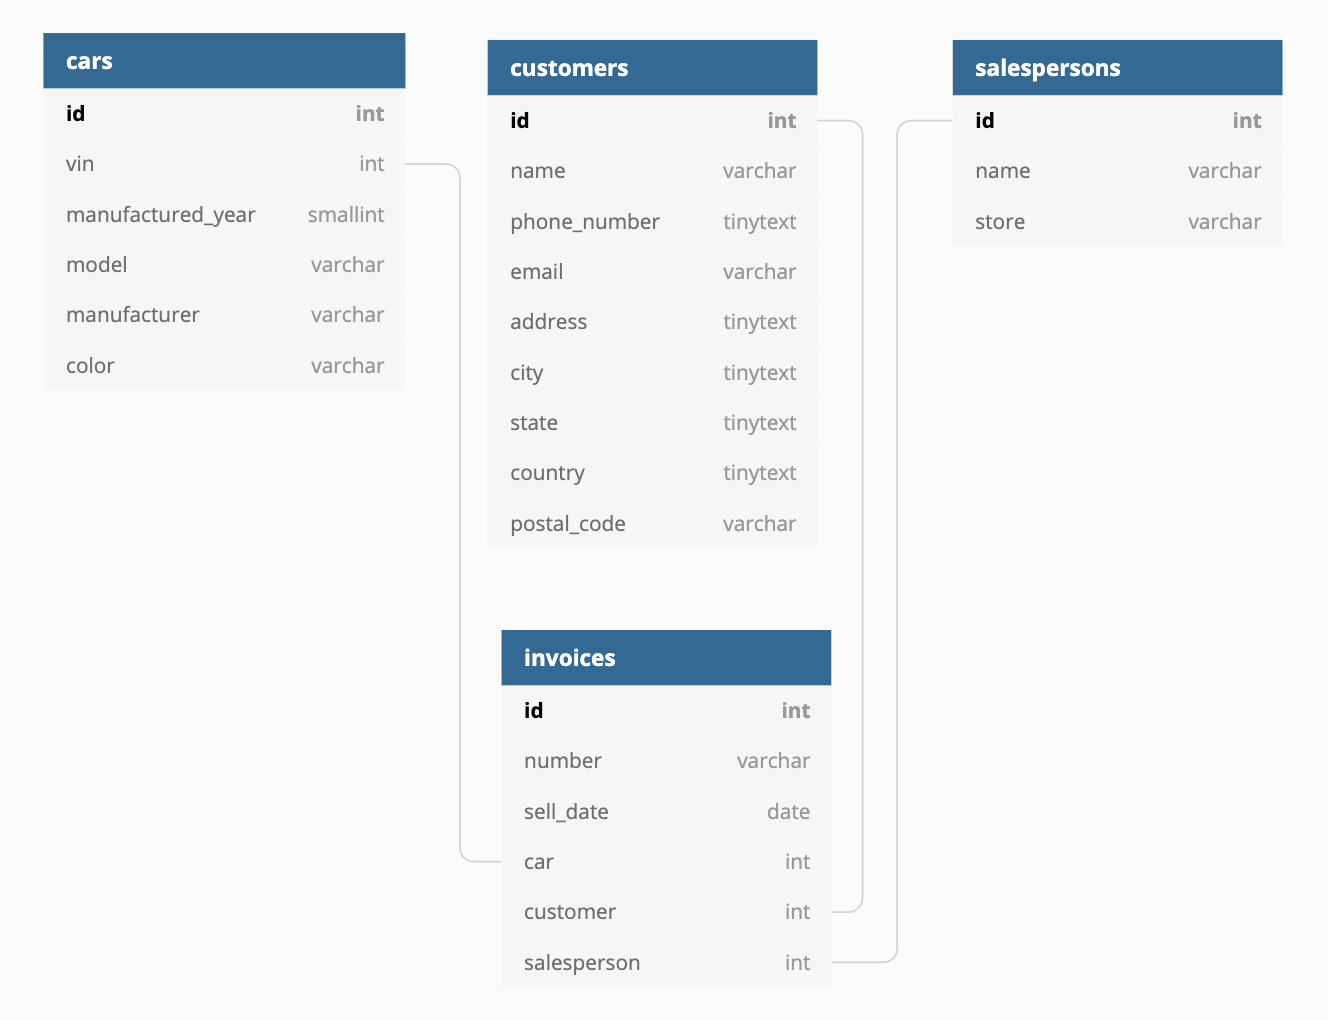 cars
id int
vin int
manufactured_year smallint
model varchar
manufacturer varchar
color varchar
customers
id int
name varchar
phone_number tinytext
email varchar
address tinytext
city tinytext
state tinytext
country tinytext
postal_code varchar
salespersons
id int
name varchar
store varchar
invoices
id int
number varchar
sell_date date
car int
customer int
salesperson int